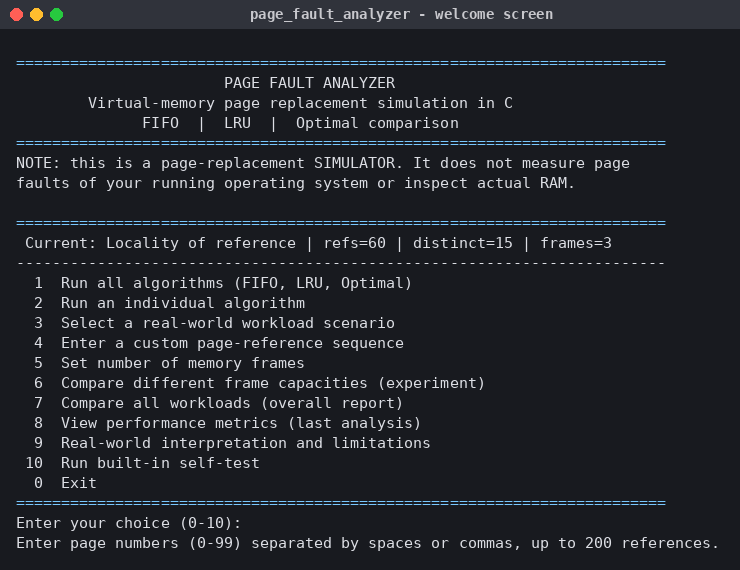 page_fault_analyzer - welcome screen
========================================================================
PAGE FAULT ANALYZER
Virtual-memory page replacement simulation in C
FIFO  |  LRU  |  Optimal comparison
========================================================================
NOTE: this is a page-replacement SIMULATOR. It does not measure page
faults of your running operating system or inspect actual RAM.
========================================================================
Current: Locality of reference | refs=60 | distinct=15 | frames=3
------------------------------------------------------------------------
1  Run all algorithms (FIFO, LRU, Optimal)
2  Run an individual algorithm
3  Select a real-world workload scenario
4  Enter a custom page-reference sequence
5  Set number of memory frames
6  Compare different frame capacities (experiment)
7  Compare all workloads (overall report)
8  View performance metrics (last analysis)
9  Real-world interpretation and limitations
10  Run built-in self-test
0  Exit
========================================================================
Enter your choice (0-10):
Enter page numbers (0-99) separated by spaces or commas, up to 200 references.